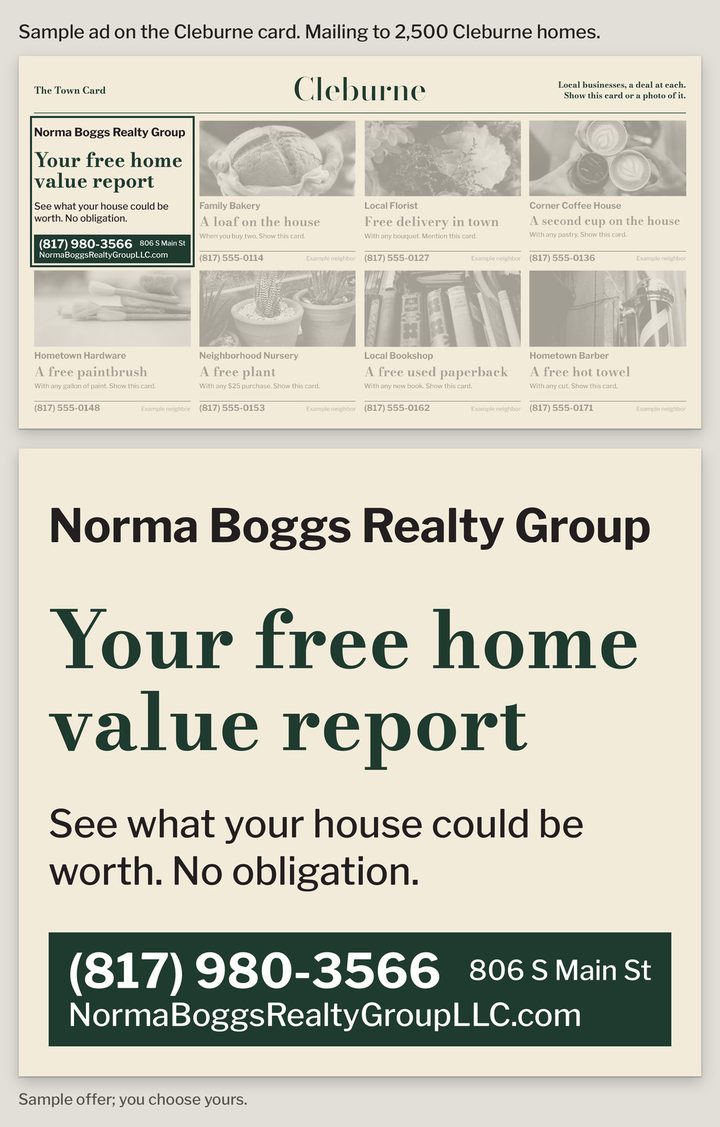 Sample ad on the Cleburne card. Mailing to 2,500 Cleburne homes.
The Town Card
Cleburne
Local businesses, a deal at each.
Show this card or a photo of it.
Norma Boggs Realty Group
Your free home
value report
See what your house could be
worth. No obligation.
(817) 980-3566 806 S Main St
NormaBoggsRealtyGroupLLC.com
Family Bakery
A loaf on the house
When you buy two. Show this card.
(817) 555-0114 Example neighbor
Local Florist
Free delivery in town
With any bouquet. Mention this card.
(817) 555-0127 Example neighbor
Corner Coffee House
A second cup on the house
With any pastry. Show this card.
(817) 555-0136 Example neighbor
Hometown Hardware
A free paintbrush
With any gallon of paint. Show this card.
(817) 555-0148 Example neighbor
Neighborhood Nursery
A free plant
With any $25 purchase. Show this card.
(817) 555-0153 Example neighbor
Local Bookshop
A free used paperback
With any new book. Show this card.
(817) 555-0162 Example neighbor
Hometown Barber
A free hot towel
With any cut. Show this card.
(817) 555-0171 Example neighbor
Norma Boggs Realty Group
Your free home
value report
See what your house could be
worth. No obligation.
(817) 980-3566 806 S Main St
NormaBoggsRealtyGroupLLC.com
Sample offer; you choose yours.